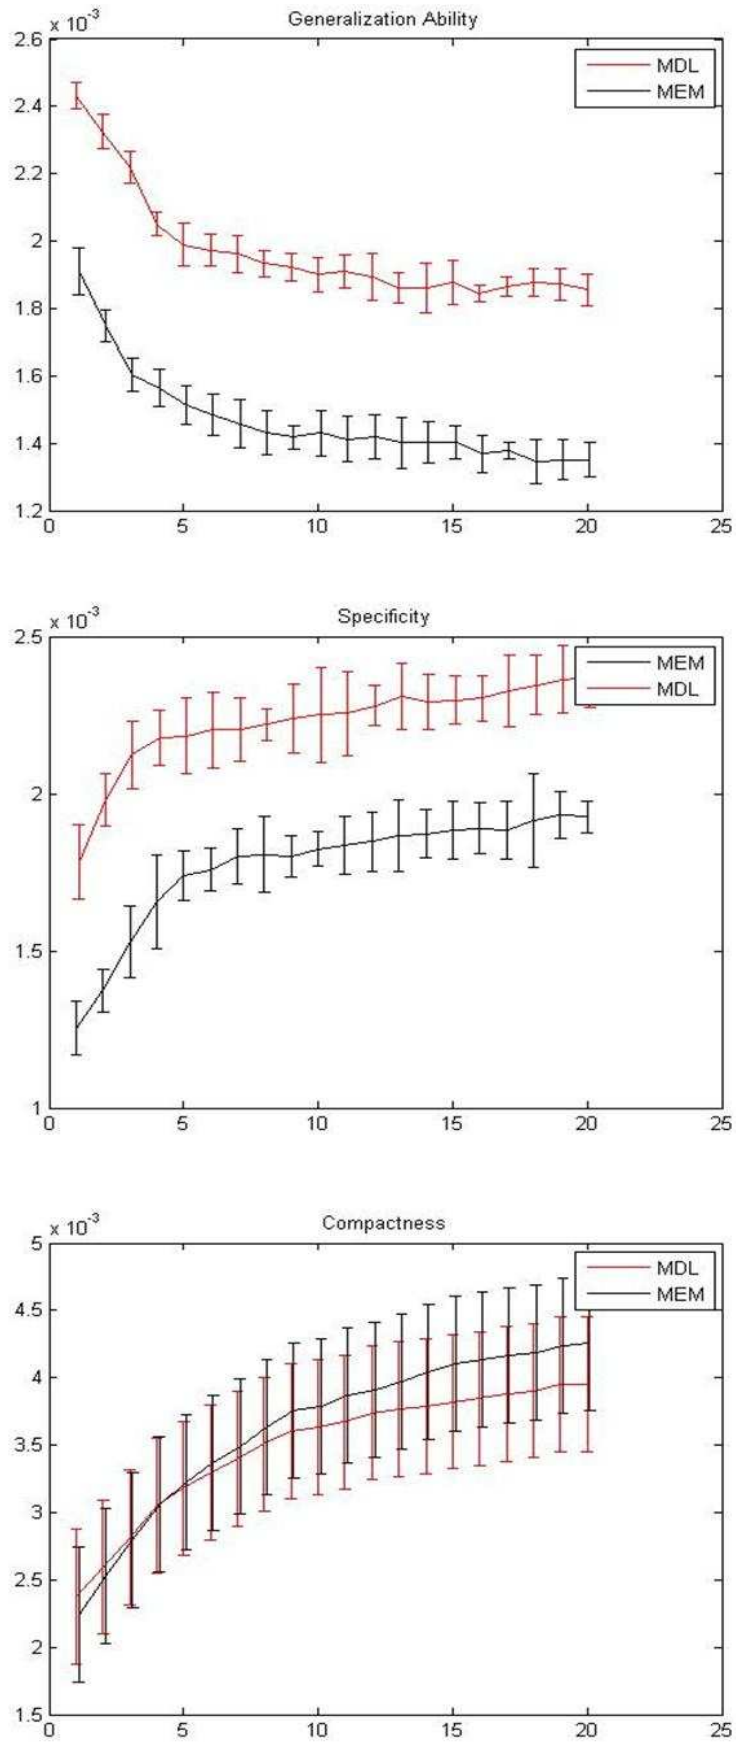 x 10-3
Generalization Ability
2.6
MDL
MEM
2.4
2.2
2
1.8
1.6
1.4
1.2
0 5 10 15 20 25
x 10-3
Specificity
2.5
MEM
MDL
2
1.5
1
0 5 10 15 20 25
x 10-3
Compactness
5
MDL
MEM
4.5
4
3.5
3
2.5
2
1.5
0 5 10 15 20 25